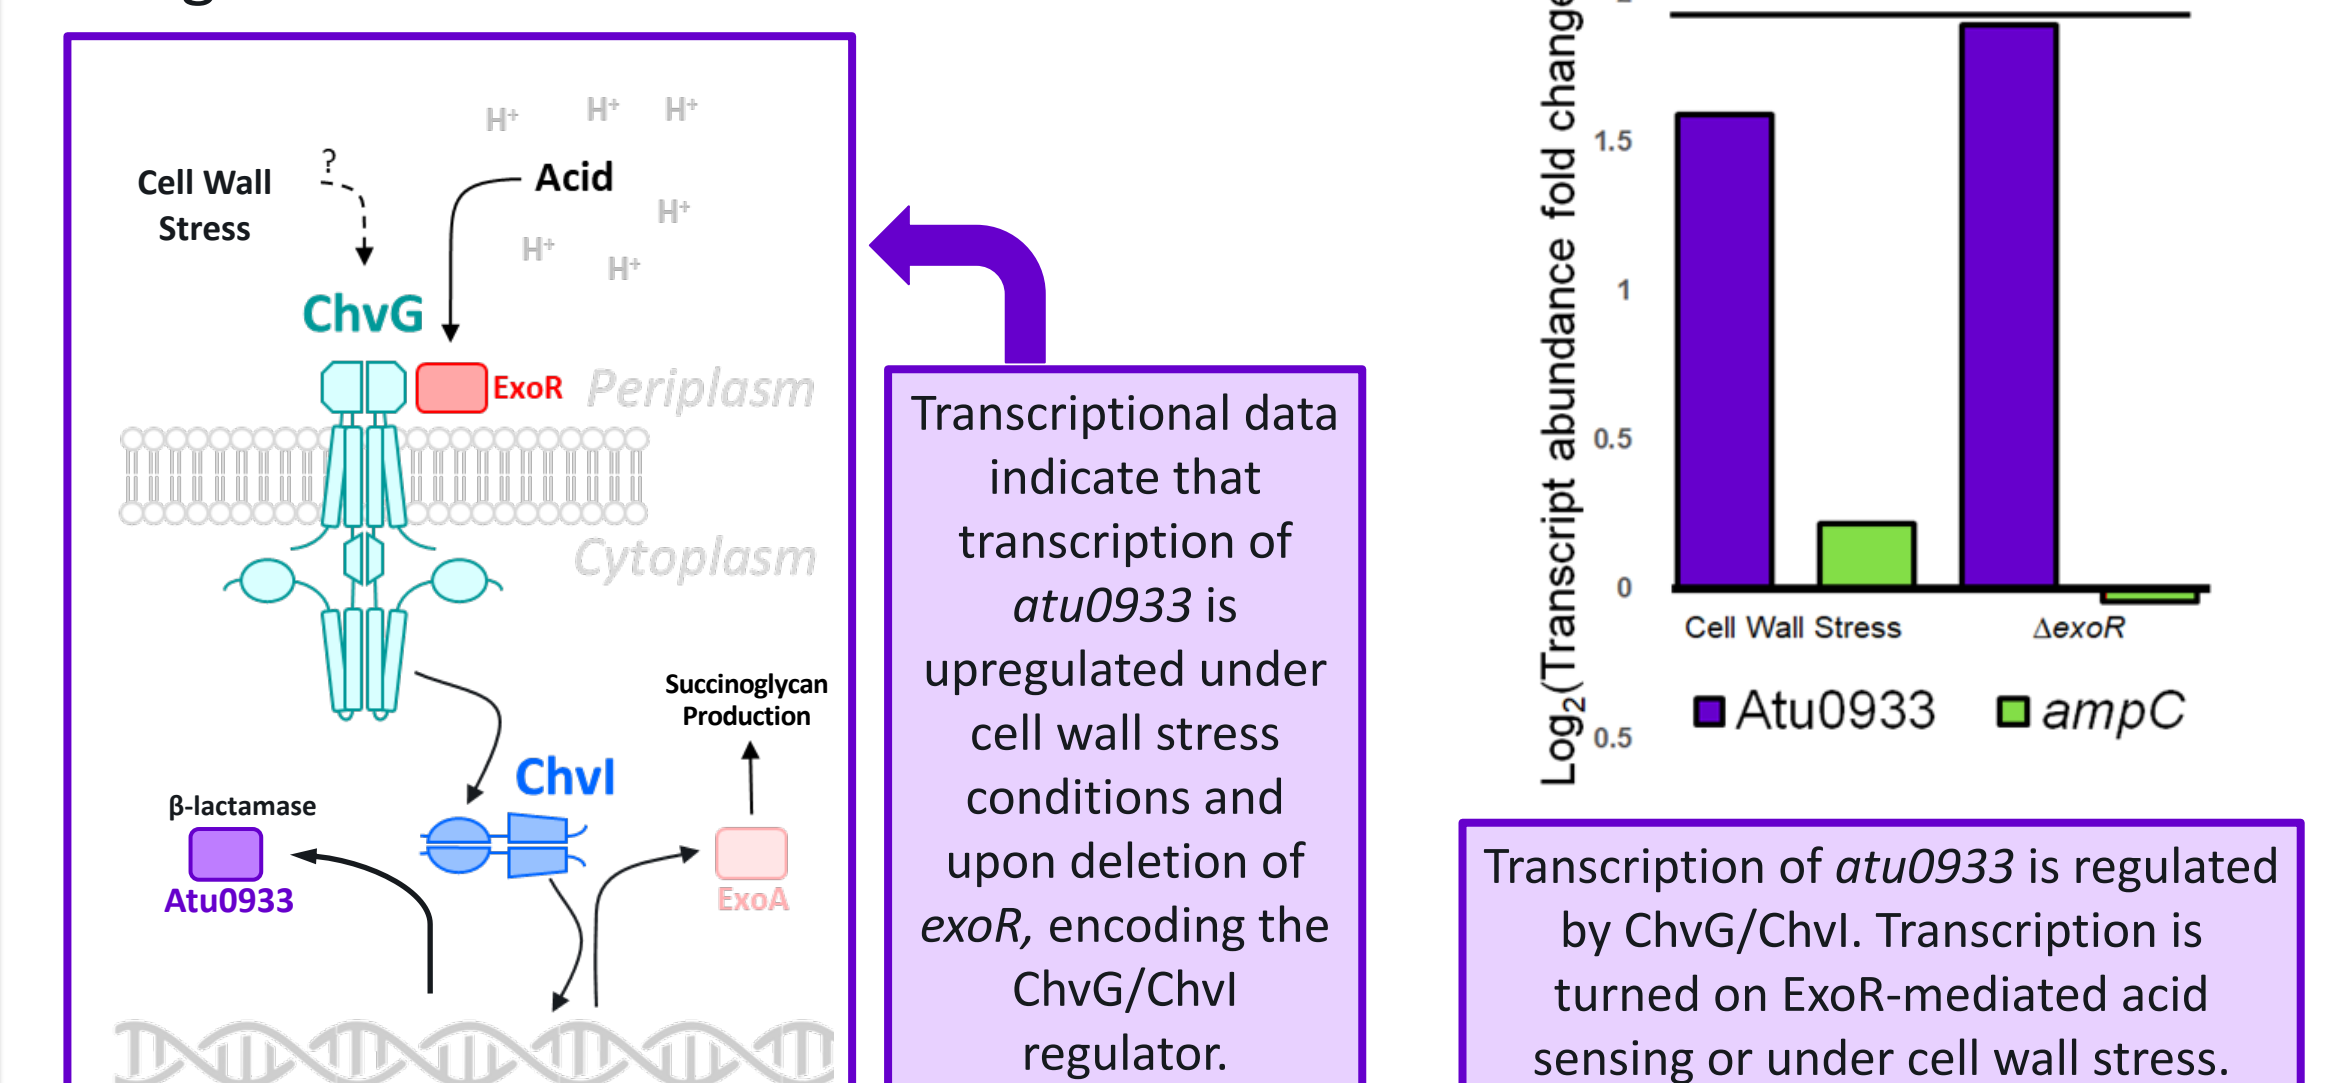 H⁺ H⁺ H⁺
Acid
?
Cell Wall
Stress
H⁺
H⁺
H⁺
ChvG
ExoR
Periplasm
Cytoplasm
Succinoglycan
Production
ChvI
β-lactamase
Atu0933
ExoA
Transcriptional data
indicate that
transcription of
atu0933 is
upregulated under
cell wall stress
conditions and
upon deletion of
exoR, encoding the
ChvG/ChvI
regulator.
Log₂(Transcript abundance fold change
1.5
1
0.5
0
0.5
Cell Wall Stress
ΔexoR
Atu0933
ampC
Transcription of atu0933 is regulated
by ChvG/ChvI. Transcription is
turned on ExoR-mediated acid
sensing or under cell wall stress.